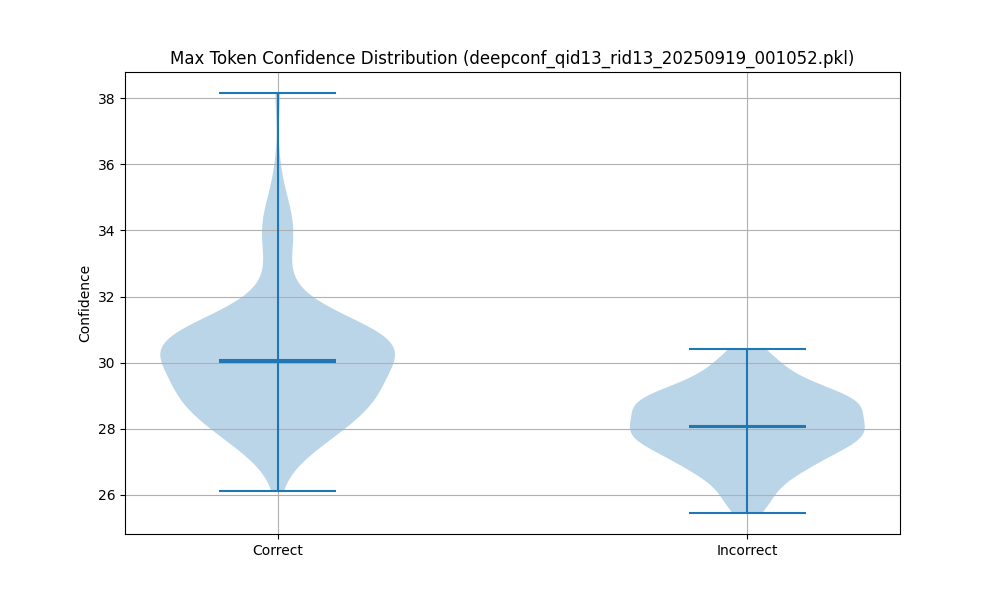 Max Token Confidence Distribution (deepconf_qid13_rid13_20250919_001052.pkl)
38
36
34
32
30
28
26
Confidence
Correct
Incorrect